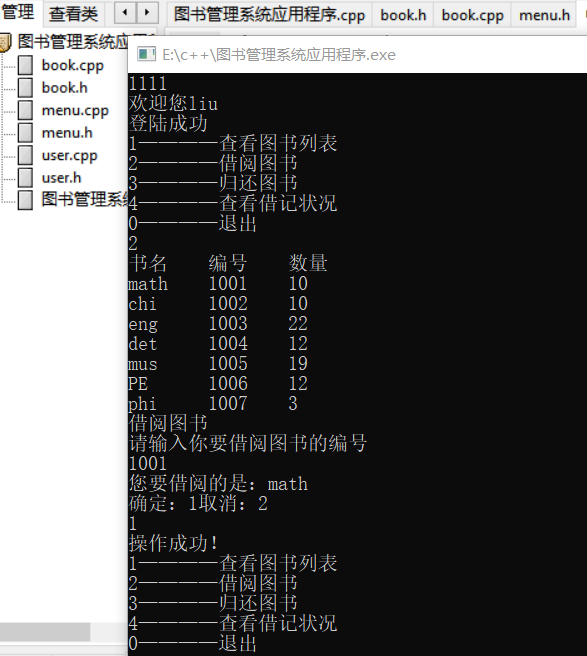 管理 查看类 图书管理系统应用程序.cpp book.h book.cpp menu.h
图书管理系统应用
book.cpp
book.h
menu.cpp
menu.h
user.cpp
user.h
图书管理系
E:\c++\图书管理系统应用程序.exe
1111
欢迎您liu
登陆成功
1————查看图书列表
2————借阅图书
3————归还图书
4————查看借记状况
0————退出
2
书名 编号 数量
math 1001 10
chi 1002 10
eng 1003 22
det 1004 12
mus 1005 19
PE 1006 12
phi 1007 3
借阅图书
请输入你要借阅图书的编号
1001
您要借阅的是：math
确定：1取消：2
1
操作成功！
1————查看图书列表
2————借阅图书
3————归还图书
4————查看借记状况
0————退出